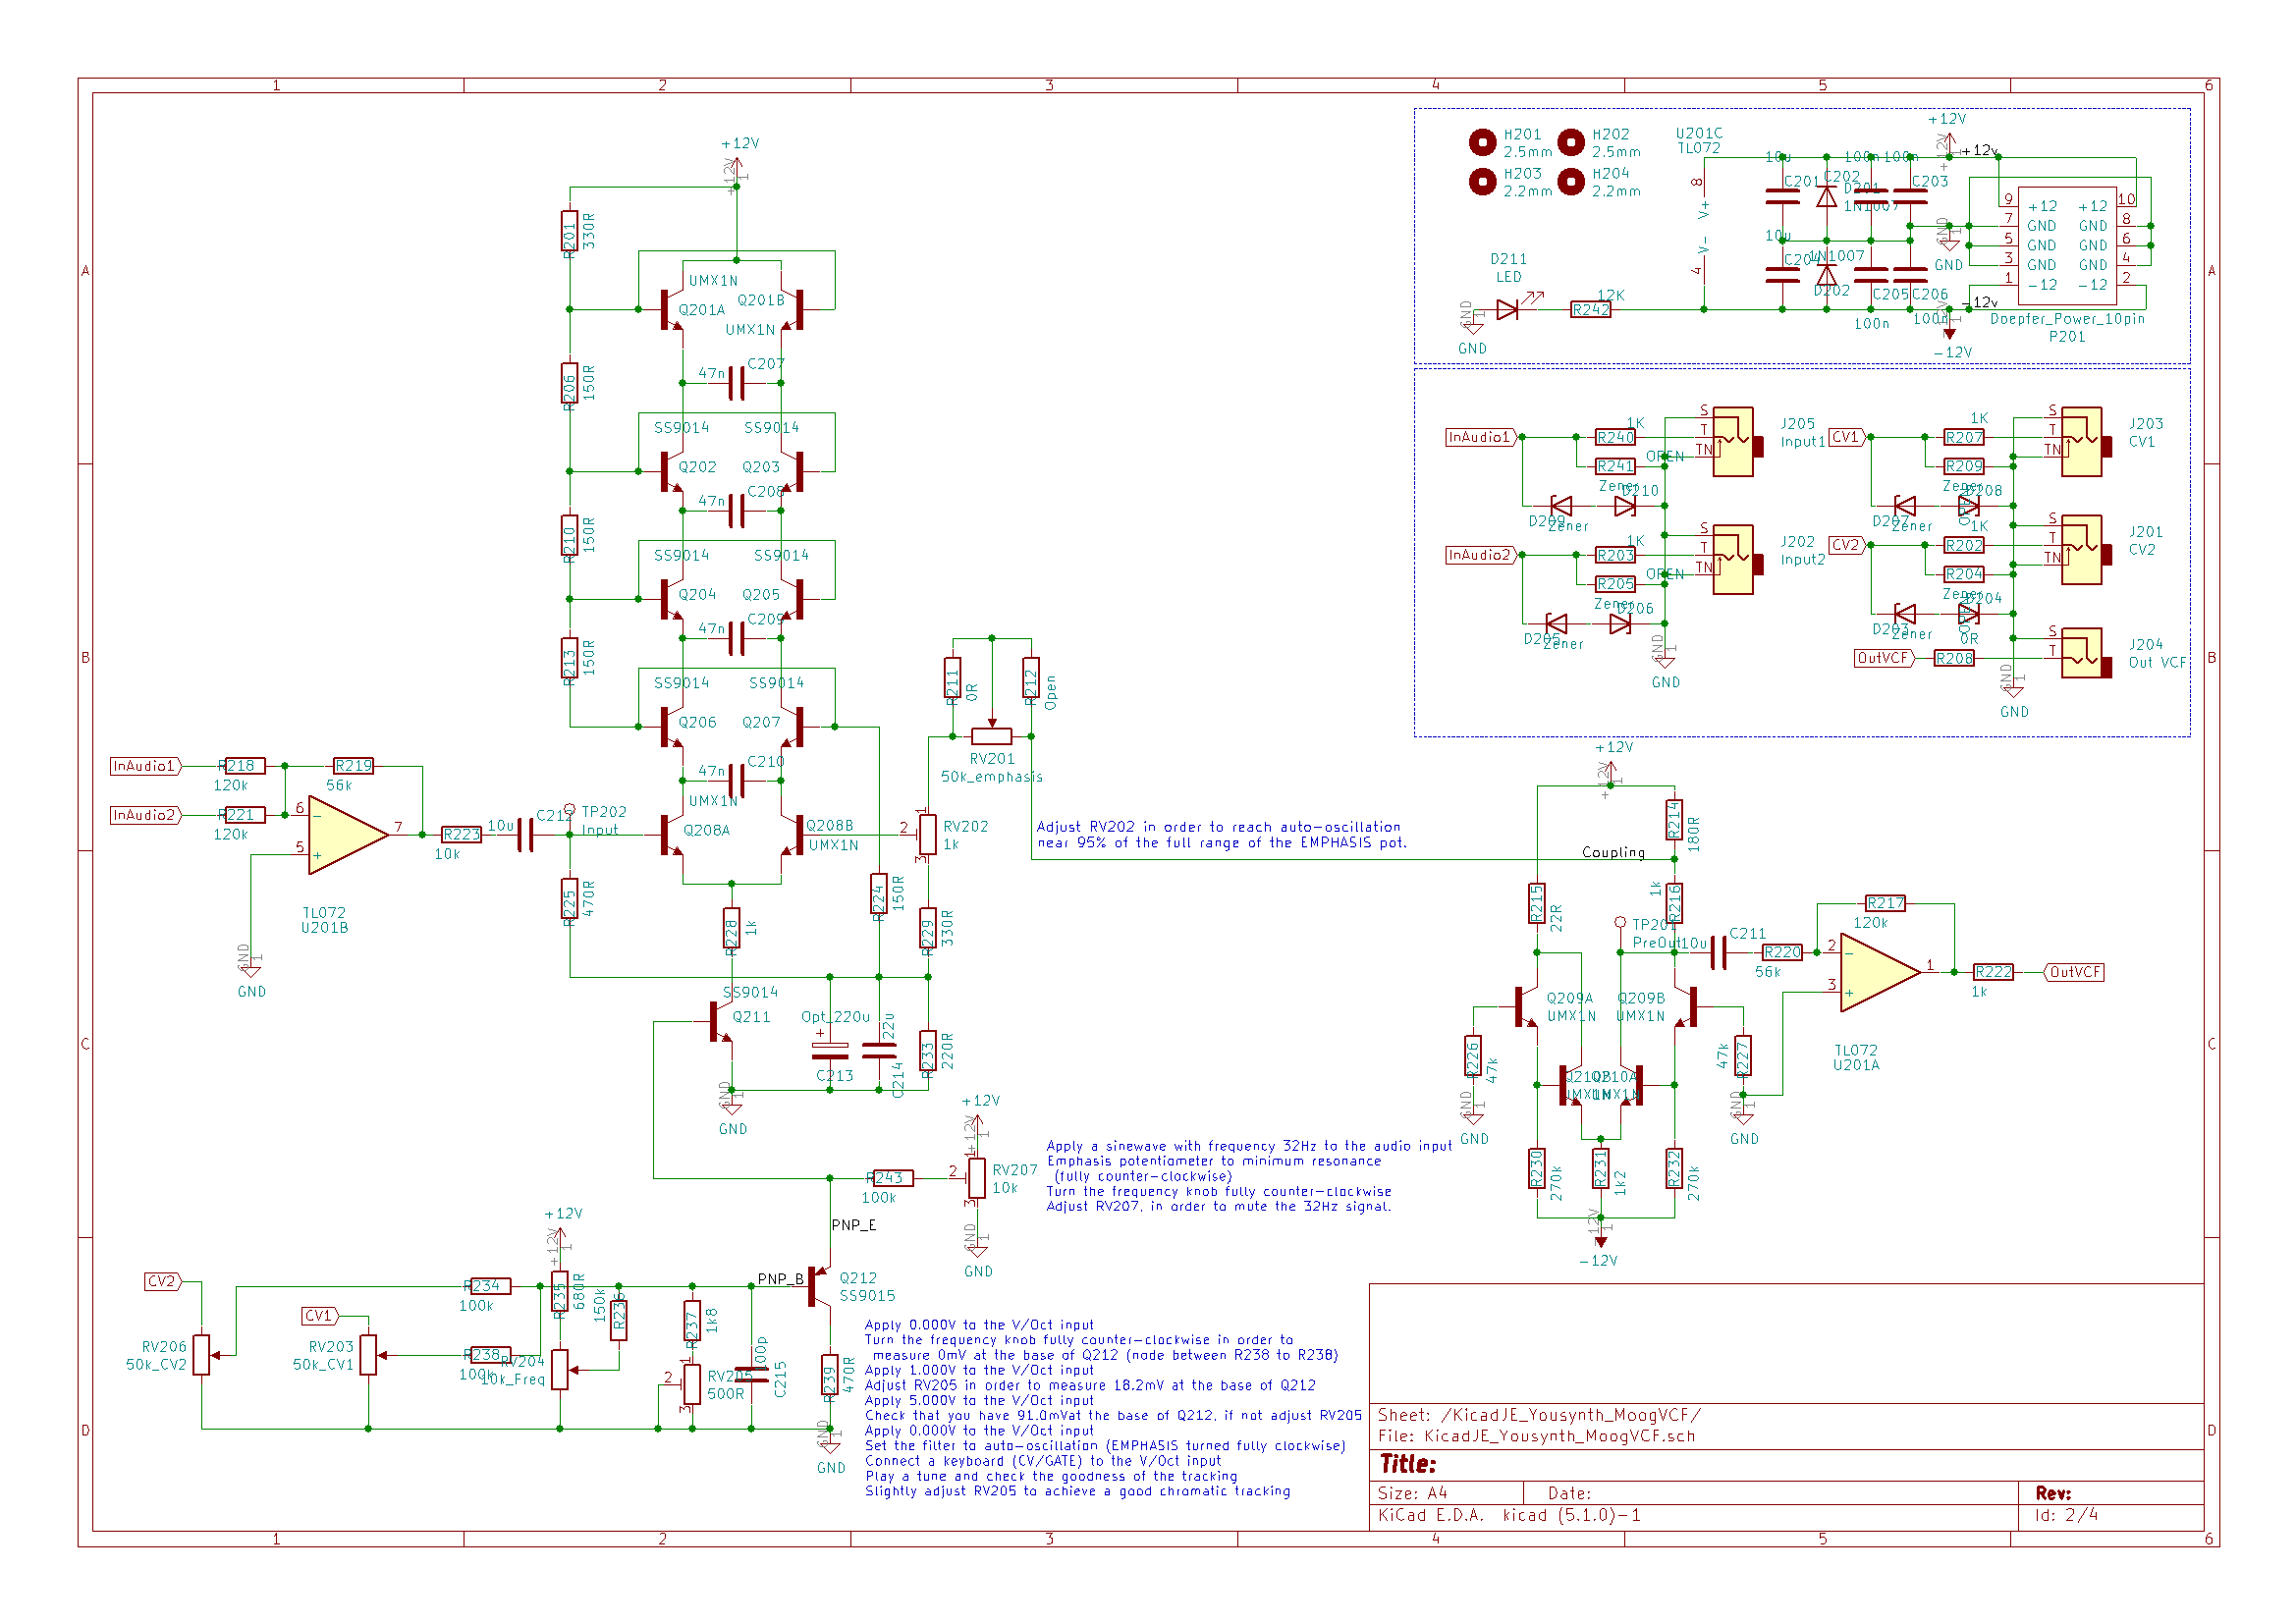 1
2
3
4
5
6
A
B
C
D
A
B
C
D
1
2
3
4
5
6
+12V
R201
330R
UMX1N
Q201A
Q201B
UMX1N
R206
150R
47n
C207
SS9014
SS9014
Q202
Q203
47n
C208
R210
150R
SS9014
SS9014
Q204
Q205
47n
C209
R213
150R
SS9014
SS9014
Q206
Q207
47n
C210
UMX1N
Q208A
Q208B
UMX1N
InAudio1
R218
120k
R219
56k
InAudio2
R221
120k
6
5
7
TL072
U201B
GND
R223
10k
10u
C212
TP202
Input
R225
470R
R228
1k
R224
150R
R229
330R
R211
0R
R212
Open
RV201
50k_emphasis
1
2
3
RV202
1k
Adjust RV202 in order to reach auto-oscillation
near 95% of the full range of the EMPHASIS pot.
SS9014
Q211
Opt_220u
C213
22u
C214
R233
220R
GND
+12V
R243
100k
1
2
3
RV207
10k
GND
PNP_E
PNP_B
Apply a sinewave with frequency 32Hz to the audio input
Emphasis potentiometer to minimum resonance
(fully counter-clockwise)
Turn the frequency knob fully counter-clockwise
Adjust RV207, in order to mute the 32Hz signal.
CV2
RV206
50k_CV2
CV1
RV203
50k_CV1
R234
100k
R238
100k
+12V
R235
680R
RV204
10k_Freq
150k
R236
R237
1k8
1
2
3
RV205
500R
100p
C215
Q212
SS9015
R239
470R
GND
Apply 0.000V to the V/Oct input
Turn the frequency knob fully counter-clockwise in order to
measure 0mV at the base of Q212 (node between R238 to R238)
Apply 1.000V to the V/Oct input
Adjust RV205 in order to measure 18.2mV at the base of Q212
Apply 5.000V to the V/Oct input
Check that you have 91.0mVat the base of Q212, if not adjust RV205
Apply 0.000V to the V/Oct input
Set the filter to auto-oscillation (EMPHASIS turned fully clockwise)
Connect a keyboard (CV/GATE) to the V/Oct input
Play a tune and check the goodness of the tracking
Slightly adjust RV205 to achieve a good chromatic tracking
H201
2.5mm
H202
2.5mm
H203
2.2mm
H204
2.2mm
U201C
TL072
8
V+
V-
4
D211
LED
GND
12K
R242
10u
C201
C202
D201
1N1007
100n
100n
C203
10u
C204
1N1007
D202
C205
C206
100n
100n
+12V
+12v
GND
-12v
-12V
9 +12 +12 10
7 GND GND 8
5 GND GND 6
3 GND GND 4
1 -12 -12 2
Doepfer_Power_10pin
P201
InAudio1
1K
R240
R241
OPEN
Zener
D210
D209
Zener
S
T
TN
J205
Input1
InAudio2
1K
R203
R205
OPEN
Zener
D206
D205
Zener
S
T
TN
J202
Input2
GND
CV1
1K
R207
R209
Zener
D208
D207
Zener
S
T
TN
J203
CV1
CV2
1K
R202
R204
Zener
D204
D203
Zener
S
T
TN
J201
CV2
0R
OutVCF
R208
S
T
J204
Out VCF
GND
+12V
R214
180R
Coupling
R215
22R
1k
R216
TP201
PreOut
10u
C211
R220
56k
R217
120k
2
3
1
TL072
U201A
R222
1k
OutVCF
Q209A
UMX1N
Q209B
UMX1N
R226
47k
47k
R227
GND
GND
Q210B
Q210A
UMX1N
UMX1N
R230
270k
R231
1k2
R232
270k
-12V
Sheet: /KicadJE_Yousynth_MoogVCF/
File: KicadJE_Yousynth_MoogVCF.sch
Title:
Size: A4
Date:
Rev:
KiCad E.D.A. kicad (5.1.0)-1
Id: 2/4